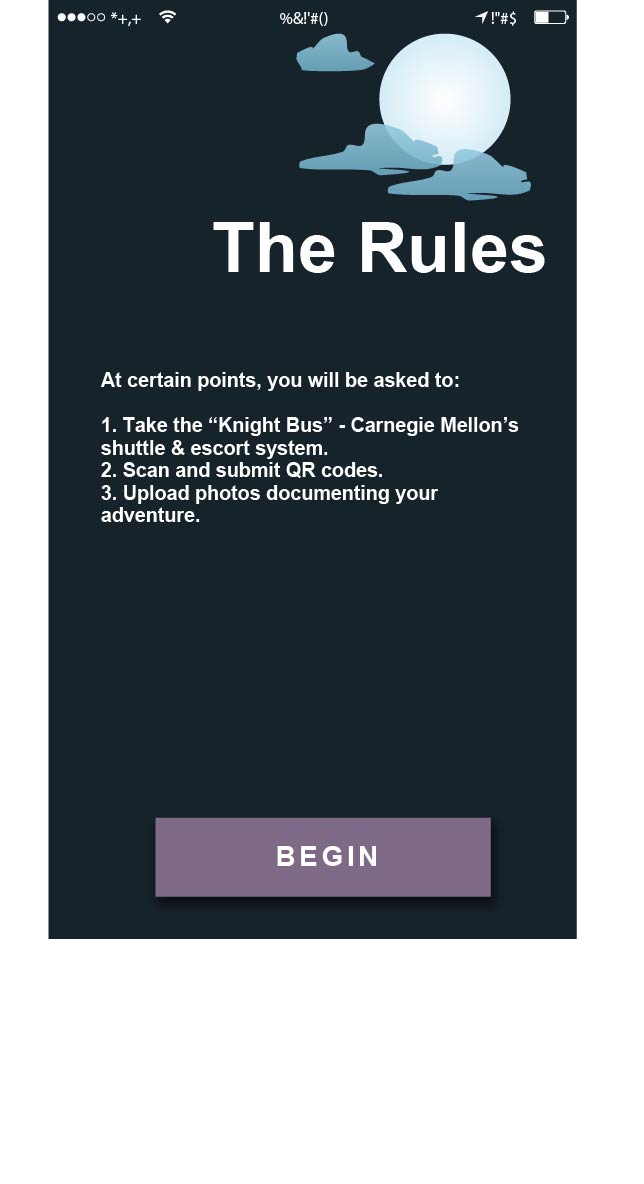 *+,+ %&!'#() !"#$
The Rules
At certain points, you will be asked to:
1. Take the “Knight Bus” - Carnegie Mellon’s
shuttle & escort system.
2. Scan and submit QR codes.
3. Upload photos documenting your
adventure.
BEGIN